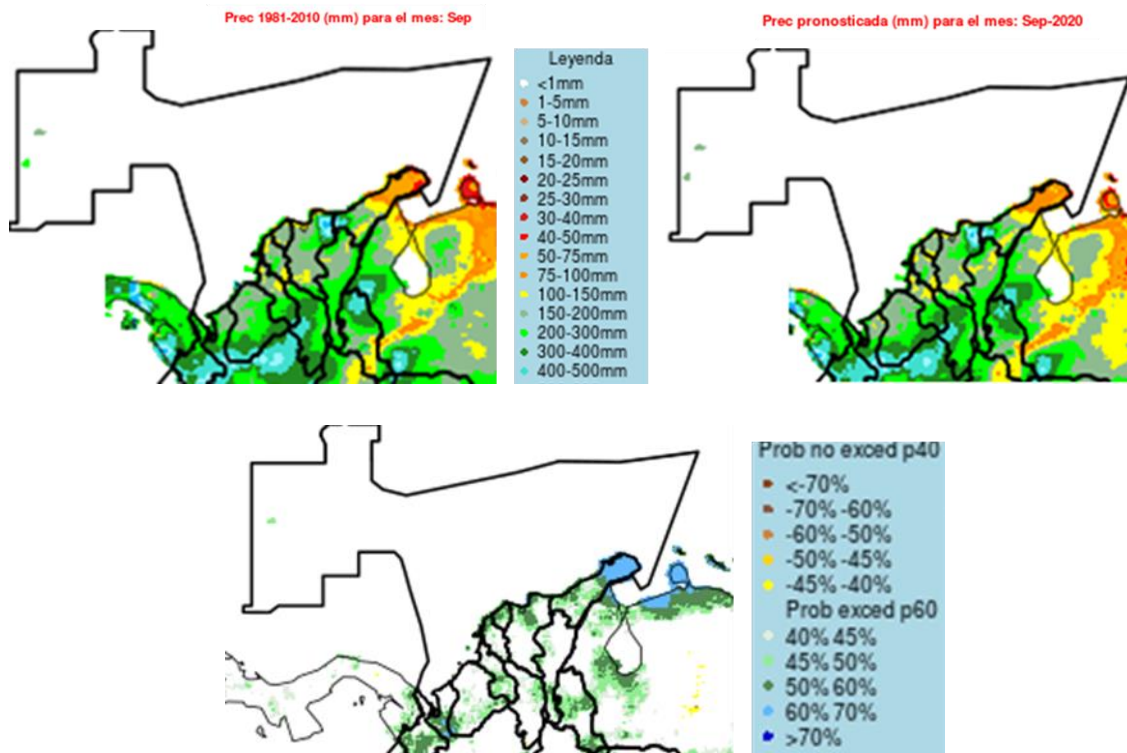 Prec 1981-2010 (mm) para el mes: Sep
Prec pronosticada (mm) para el mes: Sep-2020
Leyenda
<1mm
1-5mm
5-10mm
10-15mm
15-20mm
20-25mm
25-30mm
30-40mm
40-50mm
50-75mm
75-100mm
100-150mm
150-200mm
200-300mm
300-400mm
400-500mm
Prob no exced p40
<-70%
-70% -60%
-60% -50%
-50% -45%
-45% -40%
Prob exced p60
40% 45%
45% 50%
50% 60%
60% 70%
>70%